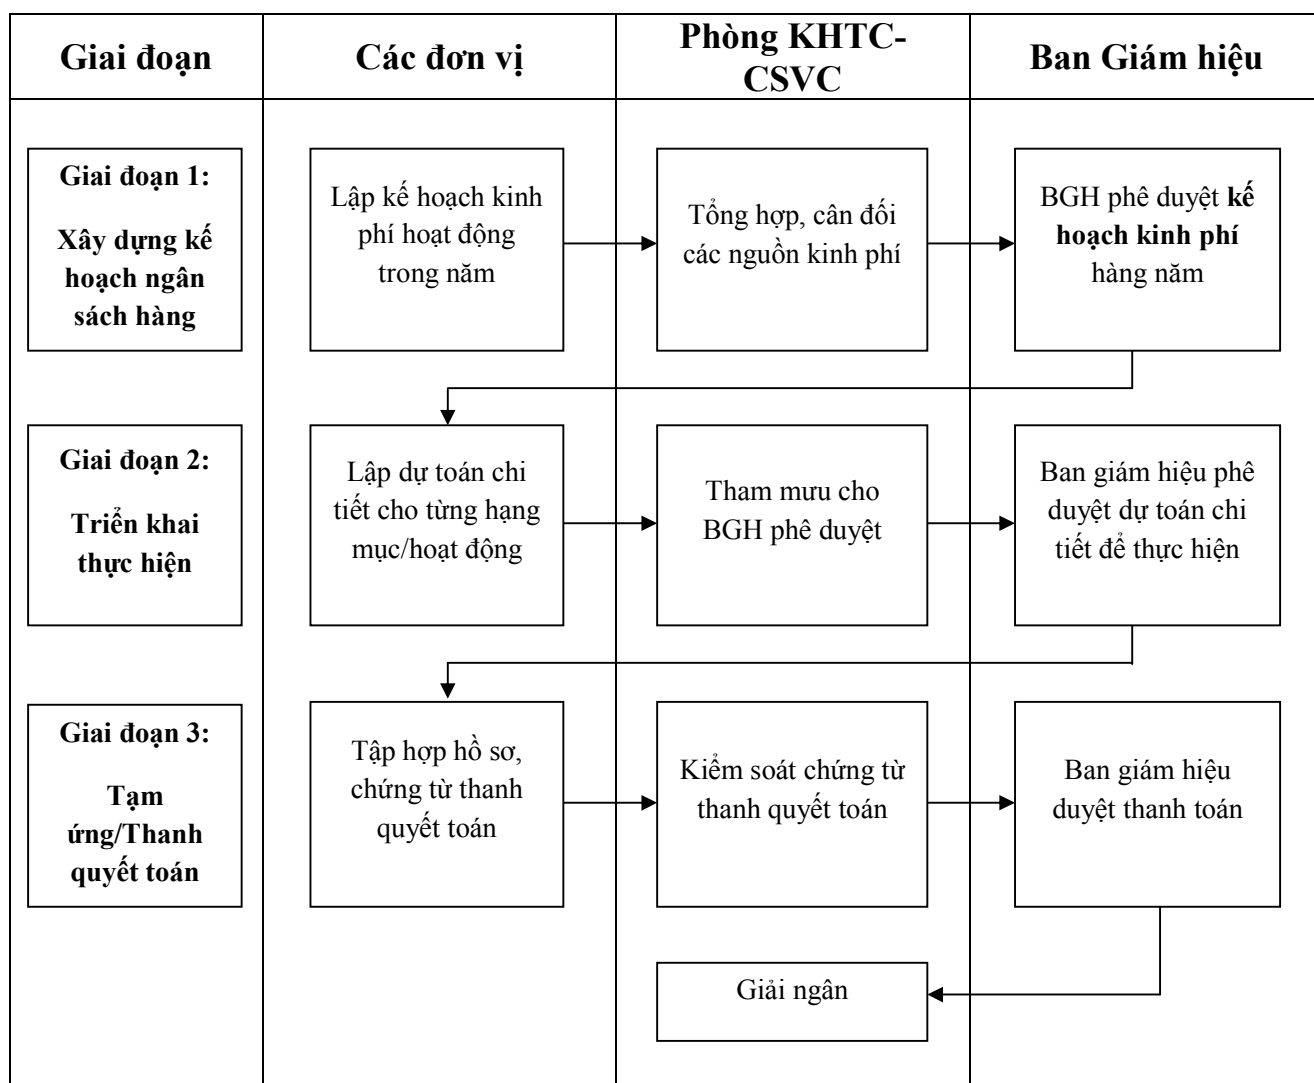 Giai đoạn
Các đơn vị
Phòng KHTC-
CSVC
Ban Giám hiệu
Giai đoạn 1:
Xây dựng kế
hoạch ngân
sách hàng
Lập kế hoạch kinh
phí hoạt động
trong năm
Tổng hợp, cân đối
các nguồn kinh phí
BGH phê duyệt kế
hoạch kinh phí
hàng năm
Giai đoạn 2:
Triển khai
thực hiện
Lập dự toán chi
tiết cho từng hạng
mục/hoạt động
Tham mưu cho
BGH phê duyệt
Ban giám hiệu phê
duyệt dự toán chi
tiết để thực hiện
Giai đoạn 3:
Tạm
ứng/Thanh
quyết toán
Tập hợp hồ sơ,
chứng từ thanh
quyết toán
Kiểm soát chứng từ
thanh quyết toán
Ban giám hiệu
duyệt thanh toán
Giải ngân